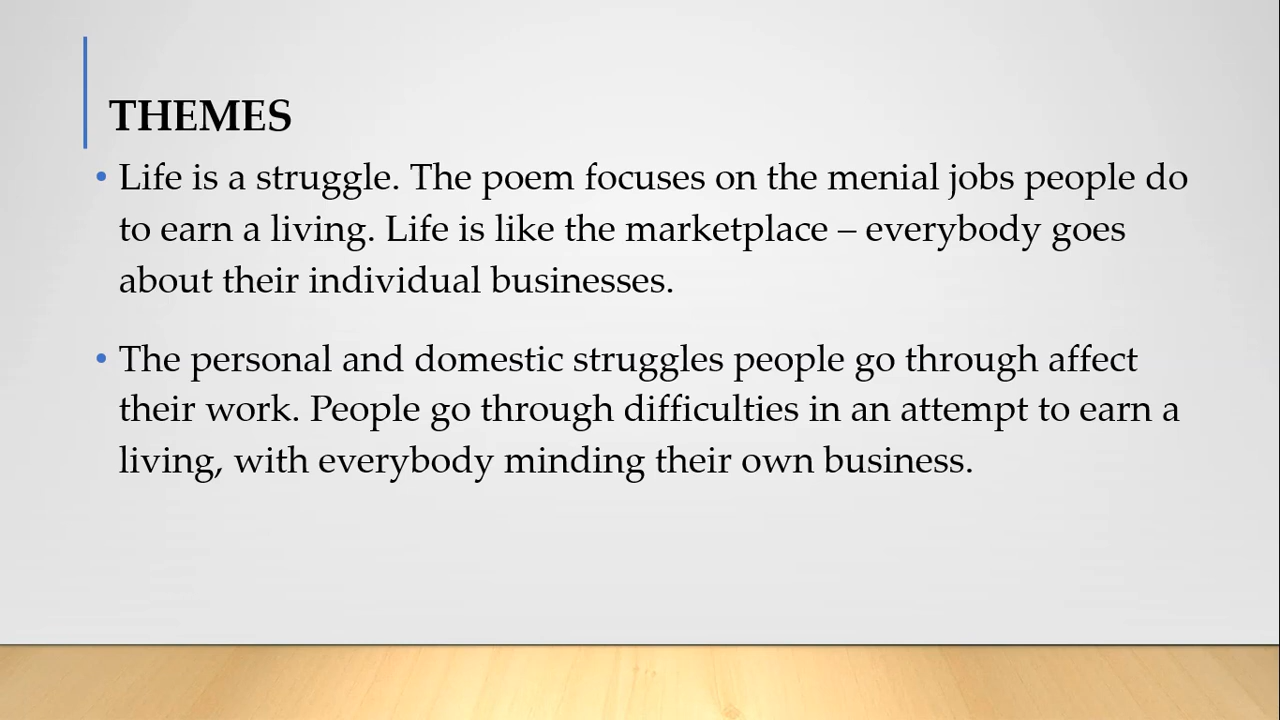 THEMES
• Life is a struggle. The poem focuses on the menial jobs people do
to earn a living. Life is like the marketplace – everybody goes
about their individual businesses.
• The personal and domestic struggles people go through affect
their work. People go through difficulties in an attempt to earn a
living, with everybody minding their own business.